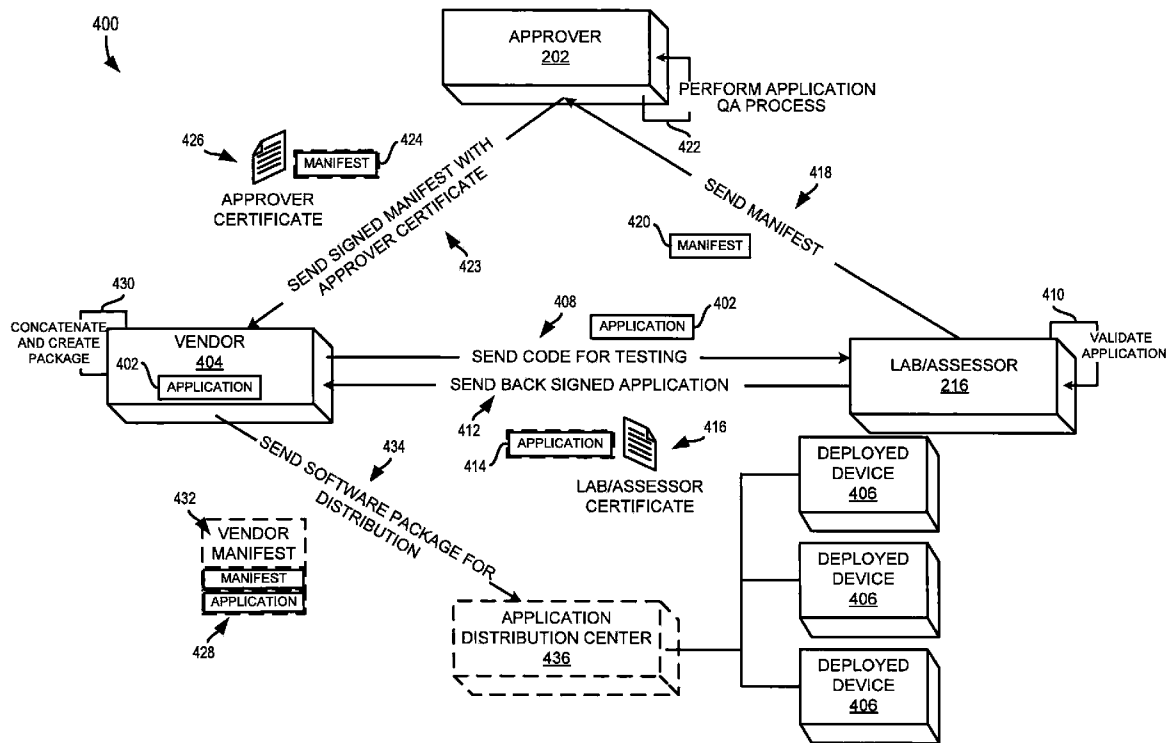 400
APPROVER
202
PERFORM APPLICATION
QA PROCESS
422
426
MANIFEST
424
APPROVER
CERTIFICATE
SEND SIGNED MANIFEST WITH
APPROVER CERTIFICATE
423
SEND MANIFEST
418
420
MANIFEST
430
CONCATENATE
AND CREATE
PACKAGE
VENDOR
404
402
APPLICATION
408
APPLICATION
402
SEND CODE FOR TESTING
SEND BACK SIGNED APPLICATION
412
410
VALIDATE
APPLICATION
LAB/ASSESSOR
216
414
APPLICATION
416
LAB/ASSESSOR
CERTIFICATE
SEND SOFTWARE PACKAGE FOR
DISTRIBUTION
434
432
VENDOR
MANIFEST
MANIFEST
APPLICATION
428
APPLICATION
DISTRIBUTION CENTER
436
DEPLOYED
DEVICE
406
DEPLOYED
DEVICE
406
DEPLOYED
DEVICE
406